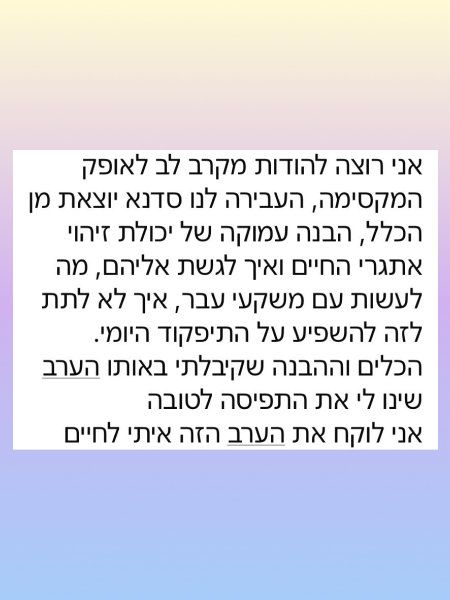 אני רוצה להודות מקרב לב לאופק
המקסימה, העבירה לנו סדנא יוצאת מן
הכלל, הבנה עמוקה של יכולת זיהוי
אתגרי החיים ואיך לגשת אליהם, מה
לעשות עם משקעי עבר, איך לא לתת
לזה להשפיע על התיפקוד היומי.
הכלים וההבנה שקיבלתי באותו הערב
שינו לי את התפיסה לטובה
אני לוקח את הערב הזה איתי לחיים